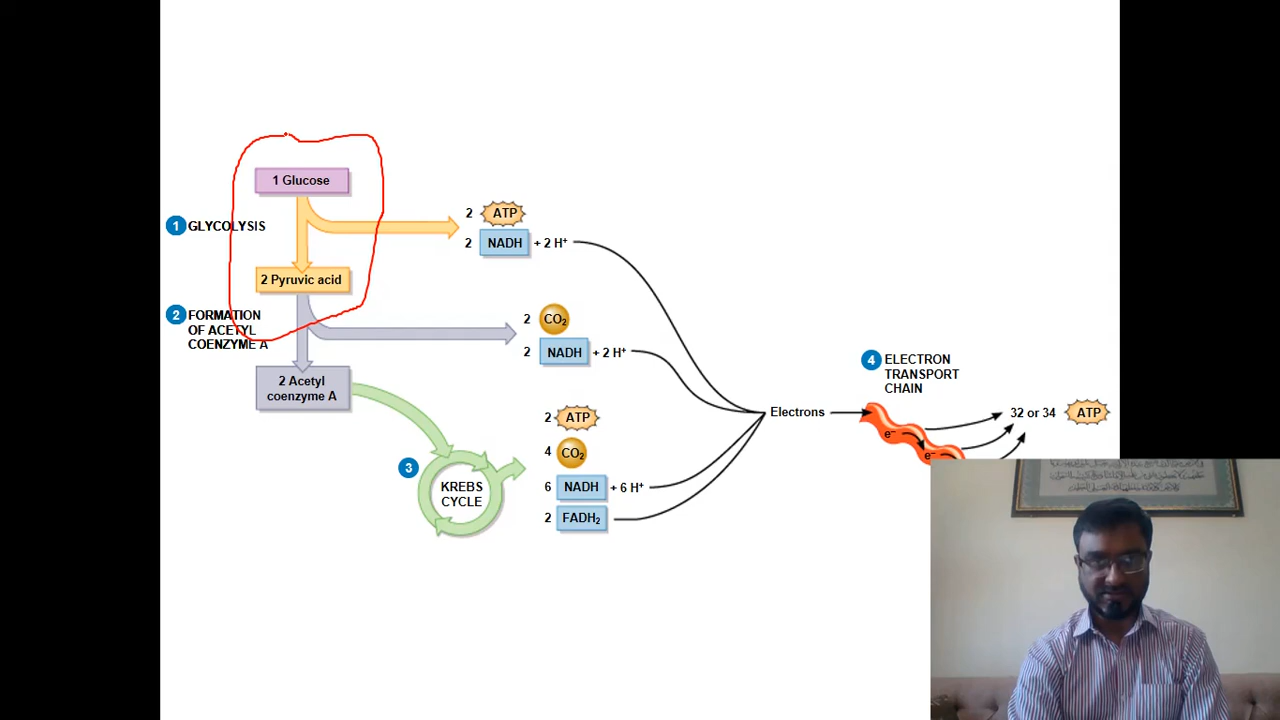 1 Glucose
1 GLYCOLYSIS
2 ATP
2 NADH + 2 H⁺
2 Pyruvic acid
2 FORMATION
OF ACETYL
COENZYME A
2 CO₂
2 NADH + 2 H⁺
2 Acetyl
coenzyme A
3
KREBS
CYCLE
2 ATP
4 CO₂
6 NADH + 6 H⁺
2 FADH₂
Electrons
4 ELECTRON
TRANSPORT
CHAIN
e⁻
e⁻
32 or 34 ATP